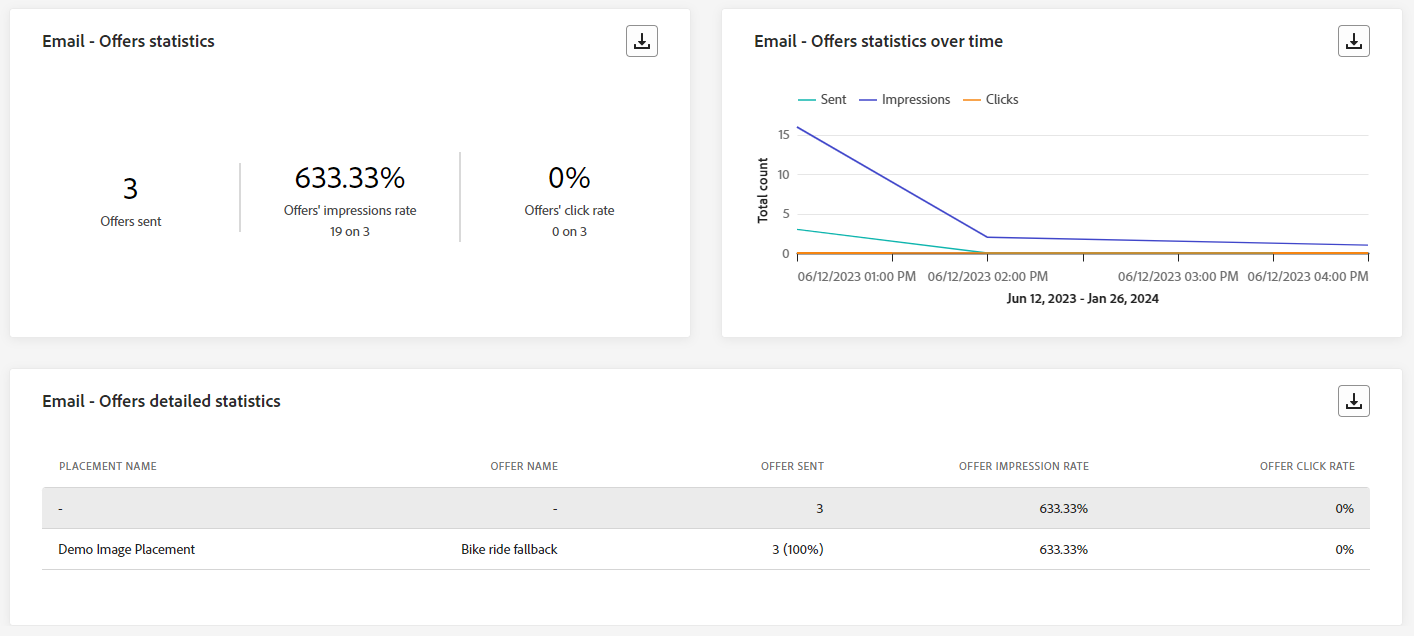 Email - Offers statistics
3
Offers sent
633.33%
Offers' impressions rate
19 on 3
0%
Offers' click rate
0 on 3
Email - Offers statistics over time
Sent Impressions Clicks
Total count
15
10
5
0
06/12/2023 01:00 PM 06/12/2023 02:00 PM 06/12/2023 03:00 PM 06/12/2023 04:00 PM
Jun 12, 2023 - Jan 26, 2024
Email - Offers detailed statistics
PLACEMENT NAME OFFER NAME OFFER SENT OFFER IMPRESSION RATE OFFER CLICK RATE
- - 3 633.33% 0%
Demo Image Placement Bike ride fallback 3 (100%) 633.33% 0%